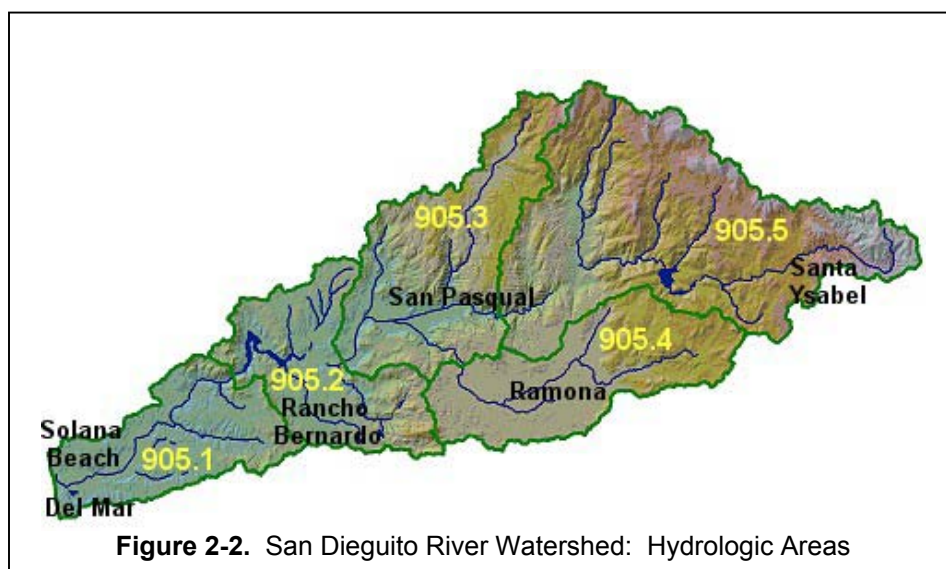 905.3
905.5
San Pasqual
Santa
Ysabel
905.4
905.2
Ramona
Rancho
Bernardo
Solana
Beach
905.1
Del Mar
Figure 2-2. San Dieguito River Watershed: Hydrologic Areas